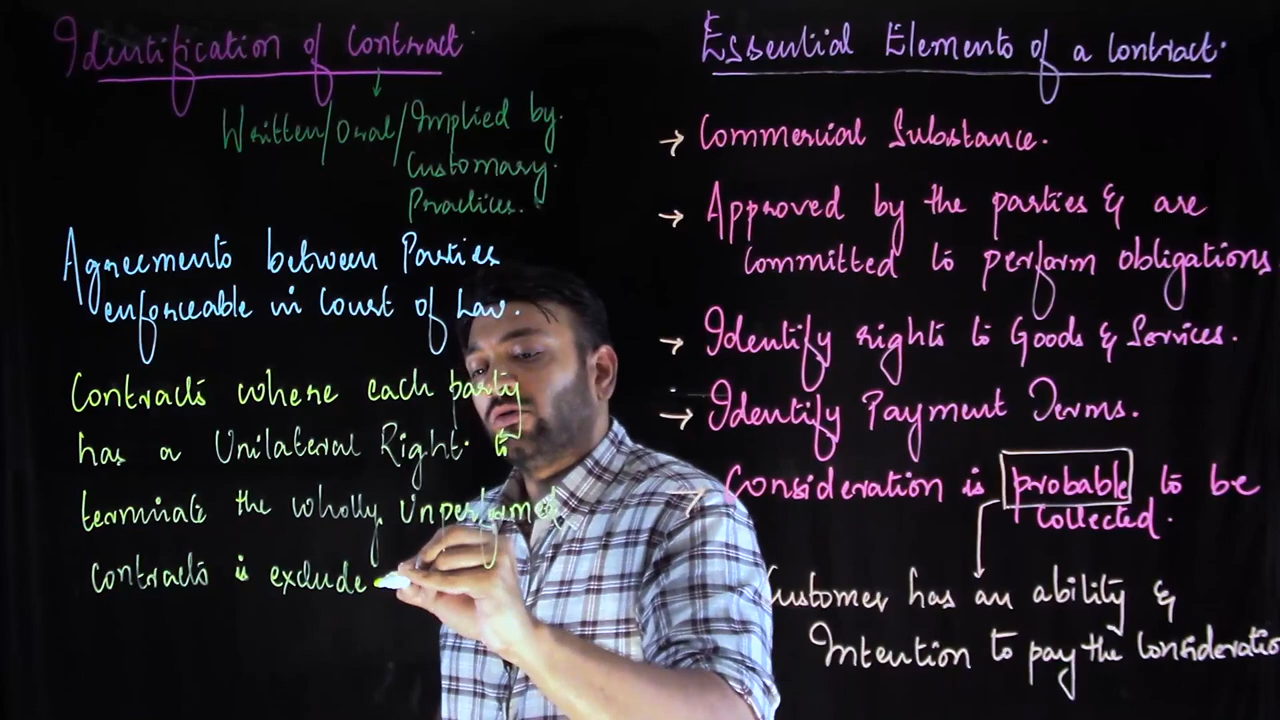 Identification of Contract.
Written/Oral/Implied by.
Customary.
Practices.
Agreements between Parties
enforceable in Court of Law.
Contracts where each party
has a Unilateral Right to
terminate the wholly unperformed
contracts is exclude
Essential Elements of a Contract.
→ Commercial Substance.
→ Approved by the parties & are
committed to perform obligations
→ Identify rights to Goods & Services.
→ Identify Payment Terms.
→ Consideration is probable to be
collected.
Customer has an ability &
Intention to pay the consideratio